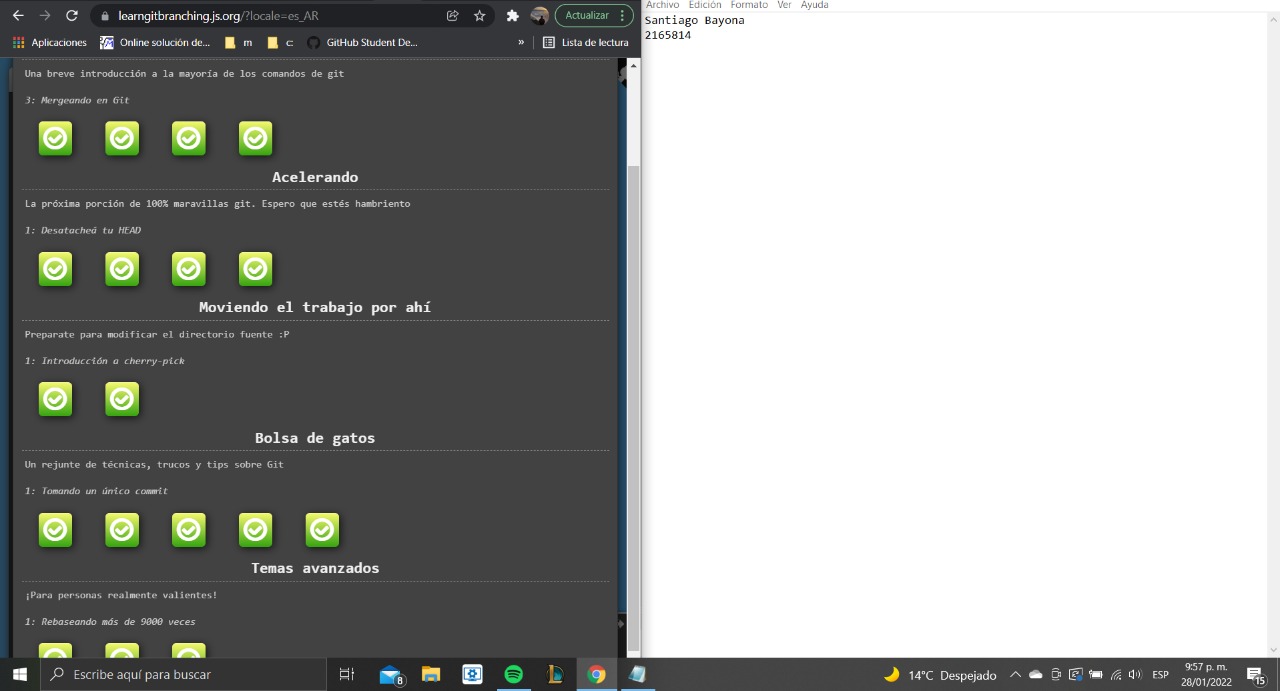 learngitbranching.js.org/?locale=es_AR
Actualizar
Aplicaciones
Online solución de...
m
c
GitHub Student De...
»
Lista de lectura
Una breve introducción a la mayoría de los comandos de git
3: Mergeando en Git
Acelerando
La próxima porción de 100% maravillas git. Espero que estés hambriento
1: Desatacheá tu HEAD
Moviendo el trabajo por ahí
Preparate para modificar el directorio fuente :P
1: Introducción a cherry-pick
Bolsa de gatos
Un rejunte de técnicas, trucos y tips sobre Git
1: Tomando un único commit
Temas avanzados
¡Para personas realmente valientes!
1: Rebaseando más de 9000 veces
Archivo Edición Formato Ver Ayuda
Santiago Bayona
2165814
Escribe aquí para buscar
8
14°C Despejado
ESP
9:57 p. m.
28/01/2022
15